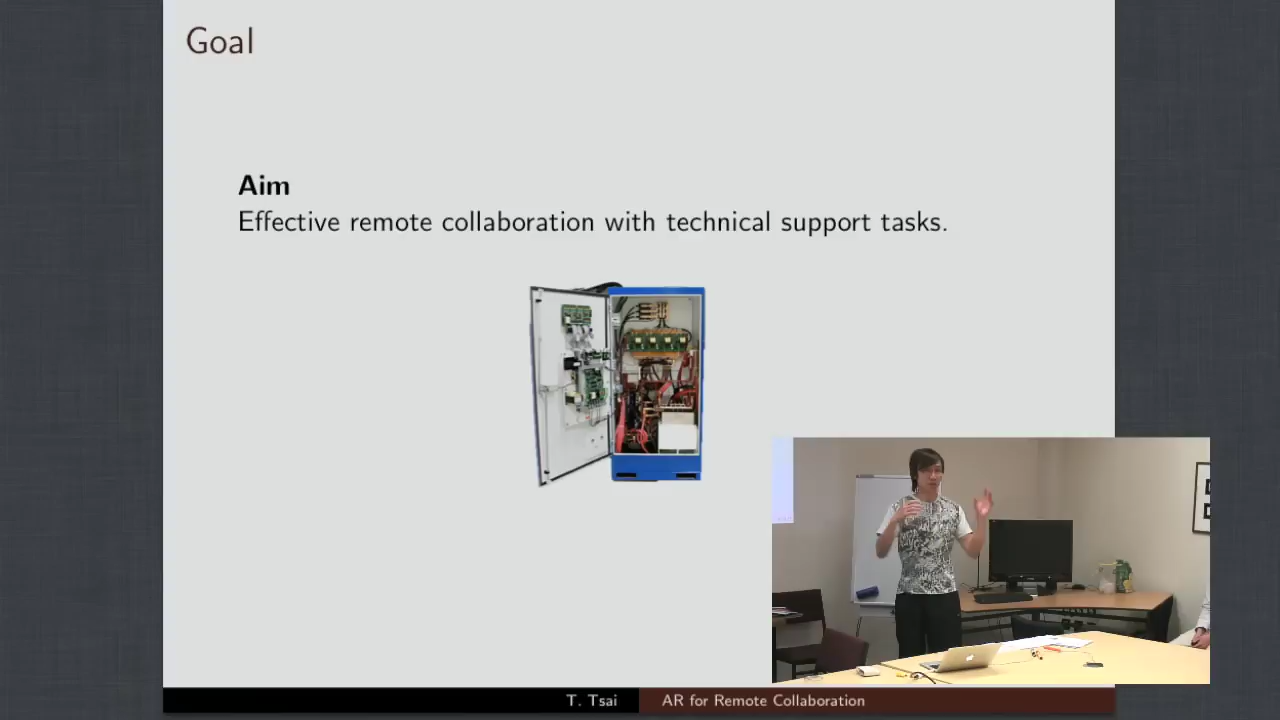 Goal
Aim
Effective remote collaboration with technical support tasks.
T. Tsai
AR for Remote Collaboration